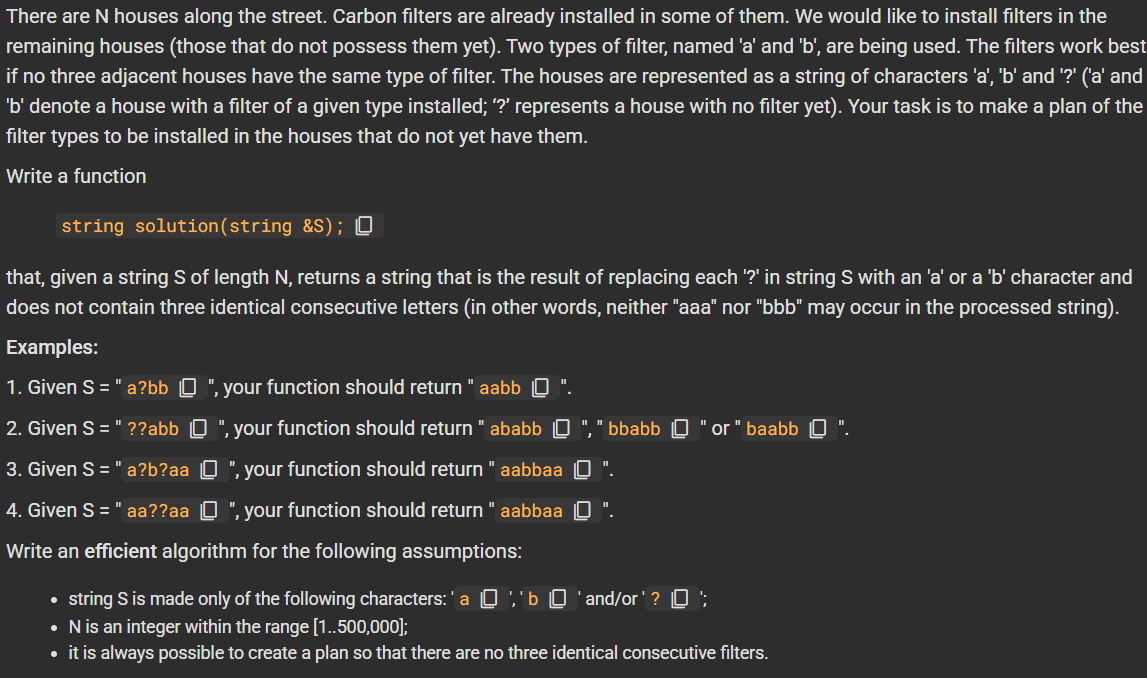 There are N houses along the street. Carbon filters are already installed in some of them. We would like to install filters in the
remaining houses (those that do not possess them yet). Two types of filter, named 'a' and 'b', are being used. The filters work best
if no three adjacent houses have the same type of filter. The houses are represented as a string of characters 'a', 'b' and '?' ('a' and
'b' denote a house with a filter of a given type installed; ‘?’ represents a house with no filter yet). Your task is to make a plan of the
filter types to be installed in the houses that do not yet have them.
Write a function
string solution(string &S);
that, given a string S of length N, returns a string that is the result of replacing each '?' in string S with an 'a' or a 'b' character and
does not contain three identical consecutive letters (in other words, neither "aaa" nor "bbb" may occur in the processed string).
Examples:
1. Given S = "a?bb", your function should return "aabb".
2. Given S = "??abb", your function should return "ababb", "bbabb" or "baabb".
3. Given S = "a?b?aa", your function should return "aabbaa".
4. Given S = "aa??aa", your function should return "aabbaa".
Write an efficient algorithm for the following assumptions:
• string S is made only of the following characters: 'a', 'b' and/or '?';
• N is an integer within the range [1..500,000];
• it is always possible to create a plan so that there are no three identical consecutive filters.